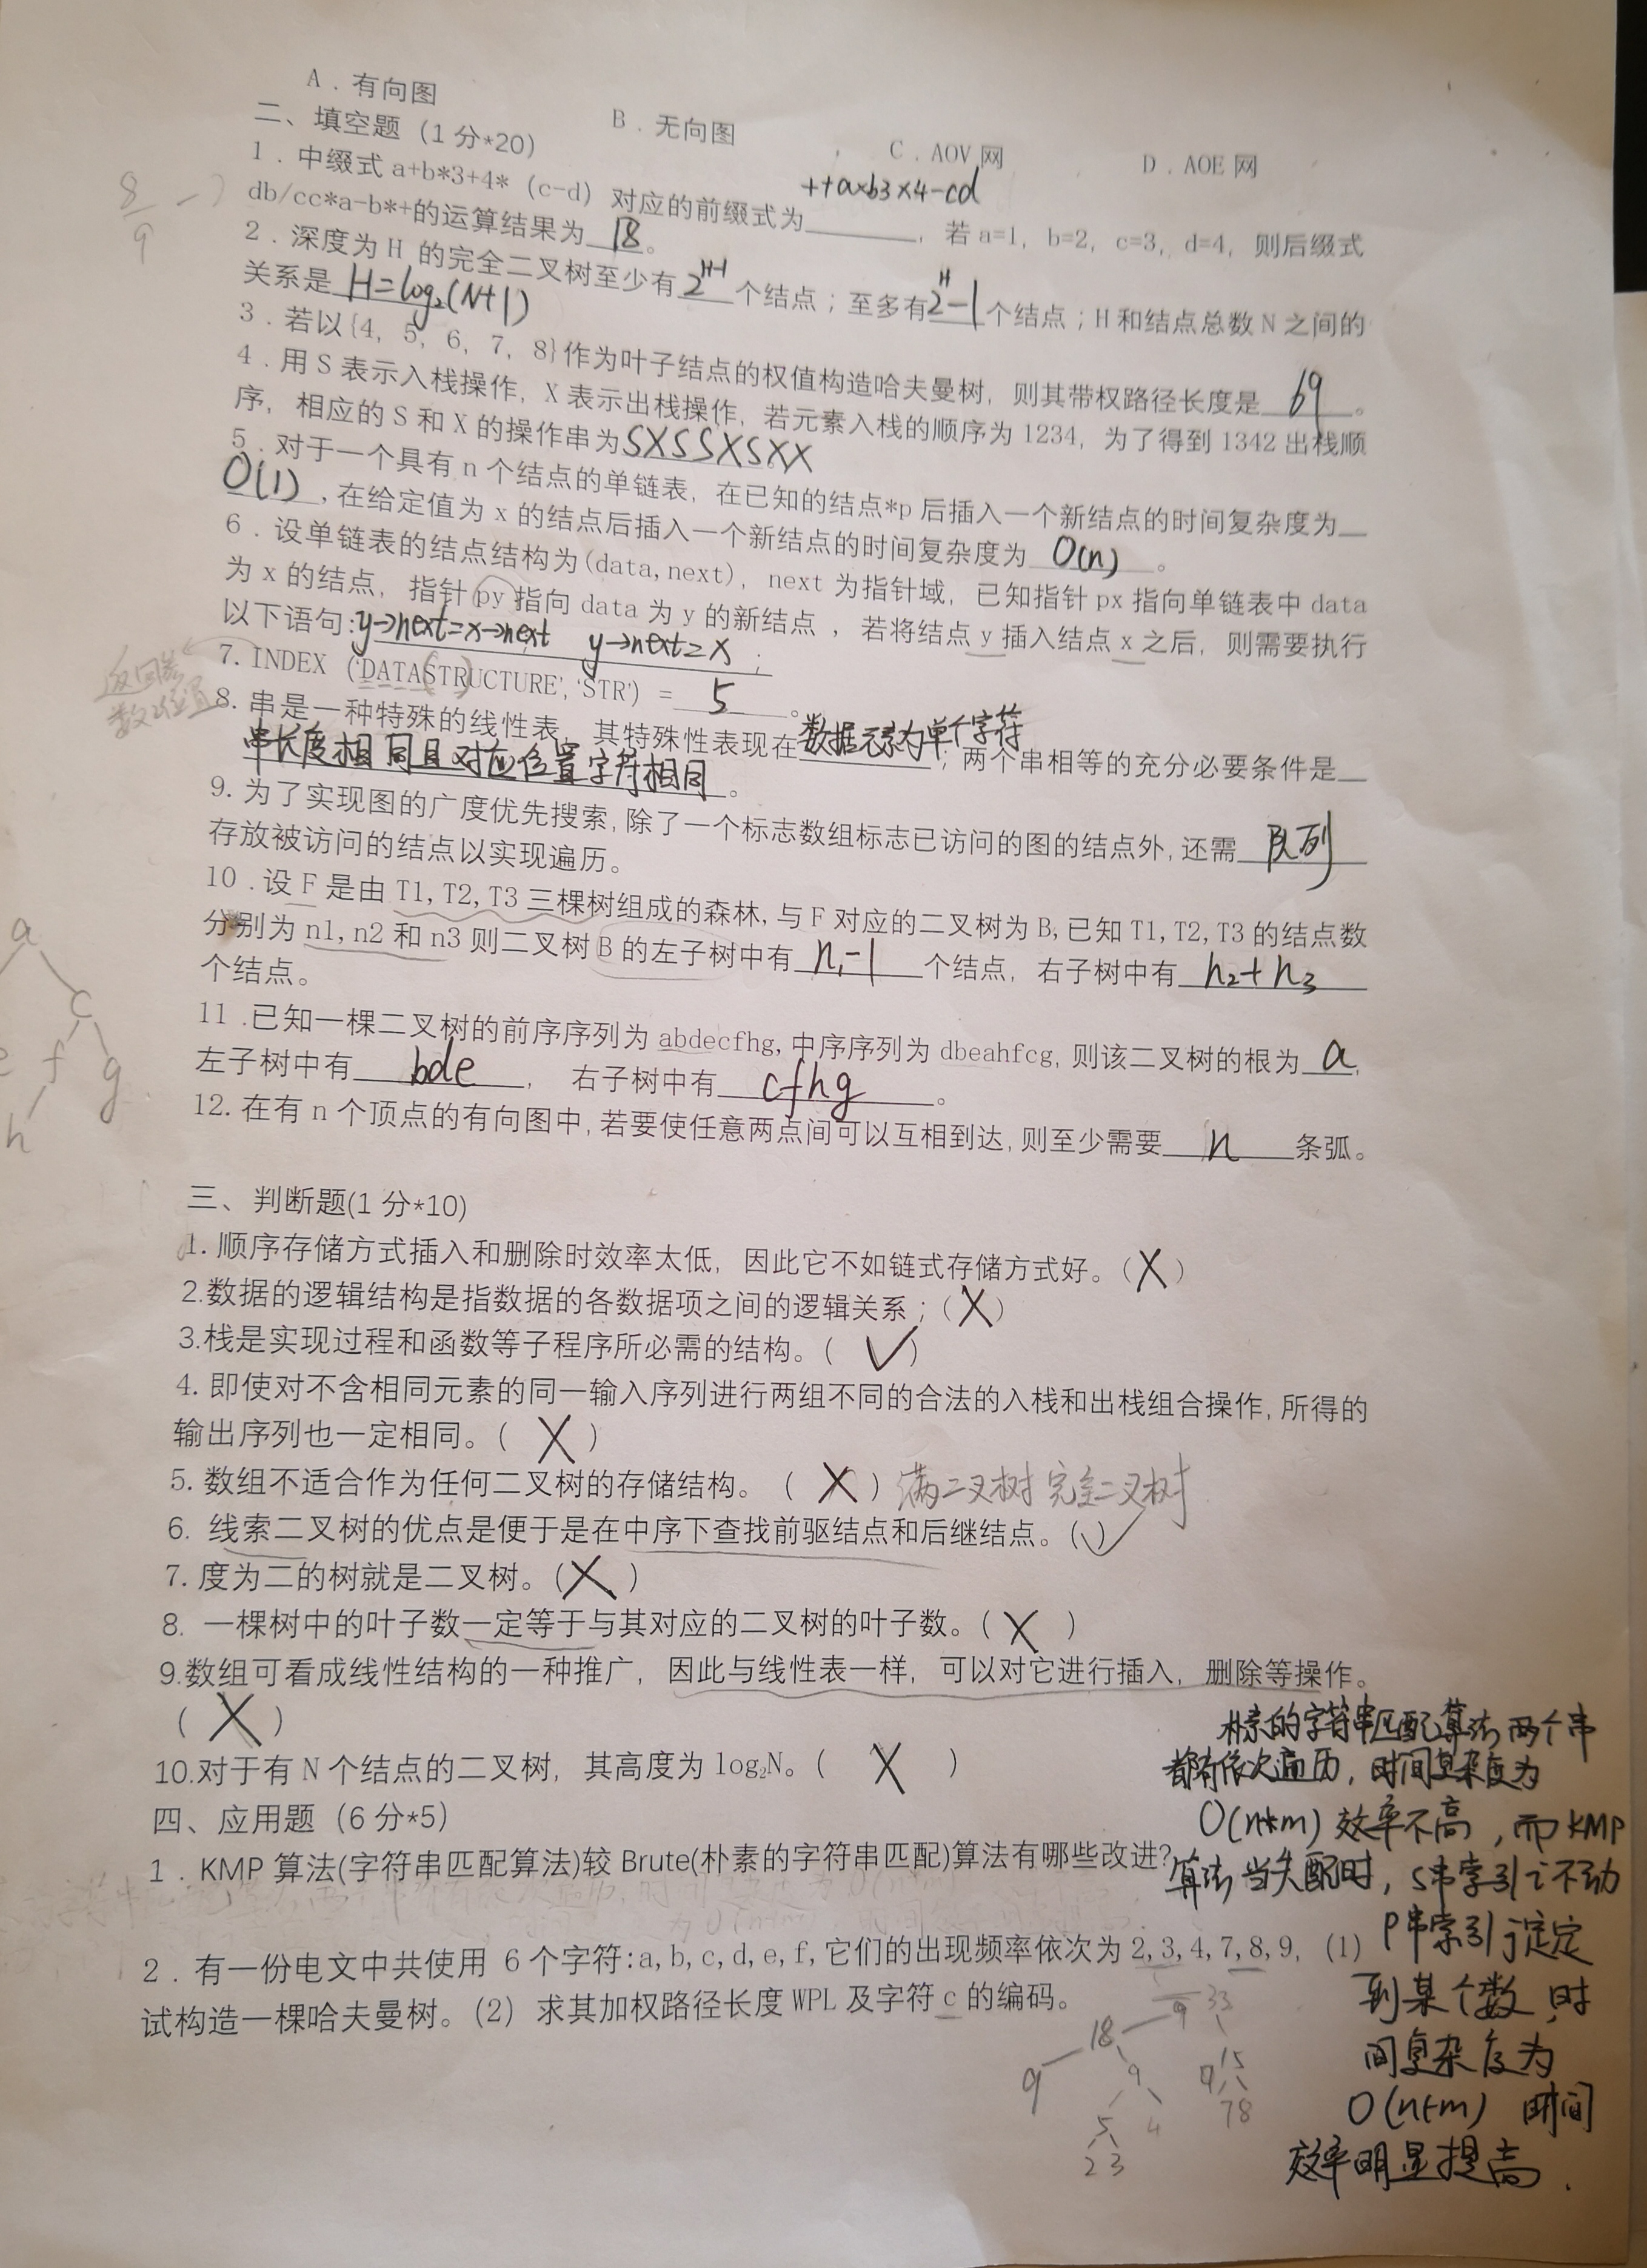 A．有向图 B．无向图 C．AOV 网 D．AOE 网
二、填空题（1 分*20）
1．中缀式 a+b*3+4*（c-d）对应的前缀式为++a×b3×4-cd，若 a=1，b=2，c=3，d=4，则后缀式
db/cc*a-b*+的运算结果为 18 。
8/9
2．深度为 H 的完全二叉树至少有 2^H-1 个结点；至多有 2^H-1 个结点；H 和结点总数 N 之间的
关系是 H=log₂(N+1)
3．若以{4，5，6，7，8}作为叶子结点的权值构造哈夫曼树，则其带权路径长度是 69 。
4．用 S 表示入栈操作，X 表示出栈操作，若元素入栈的顺序为 1234，为了得到 1342 出栈顺
序，相应的 S 和 X 的操作串为SXSSXSXX
5．对于一个具有 n 个结点的单链表，在已知的结点*p 后插入一个新结点的时间复杂度为
O(1)，在给定值为 x 的结点后插入一个新结点的时间复杂度为 O(n) 。
6．设单链表的结点结构为(data,next)，next 为指针域，已知指针 px 指向单链表中 data
为 x 的结点，指针 py 指向 data 为 y 的新结点 ，若将结点 y 插入结点 x 之后，则需要执行
以下语句:y→next=x→next y→next=x ；
7. INDEX（‘DATASTRUCTURE’,‘STR’）＝ 5 。
数 位置
8. 串是一种特殊的线性表，其特殊性表现在数据元素为单个字符；两个串相等的充分必要条件是
串长度相同且对应位置字符相同。
9. 为了实现图的广度优先搜索,除了一个标志数组标志已访问的图的结点外,还需 队列
存放被访问的结点以实现遍历。
10 .设 F 是由 T1,T2,T3 三棵树组成的森林,与 F 对应的二叉树为 B,已知 T1,T2,T3 的结点数
分别为 n1,n2 和 n3 则二叉树 B 的左子树中有 n₁-1 个结点，右子树中有 n₂+n₃
个结点。
11 .已知一棵二叉树的前序序列为 abdecfhg,中序序列为 dbeahfcg,则该二叉树的根为 a,
左子树中有 bde ， 右子树中有 cfhg 。
12. 在有 n 个顶点的有向图中,若要使任意两点间可以互相到达,则至少需要 n 条弧。
a
c
e f g
h
三、判断题(1 分*10)
1. 顺序存储方式插入和删除时效率太低，因此它不如链式存储方式好。（X）
2.数据的逻辑结构是指数据的各数据项之间的逻辑关系；（X）
3.栈是实现过程和函数等子程序所必需的结构。（ ✓）
4. 即使对不含相同元素的同一输入序列进行两组不同的合法的入栈和出栈组合操作,所得的
输出序列也一定相同。（ X ）
5. 数组不适合作为任何二叉树的存储结构。（ X ）满二叉树 完全二叉树
6. 线索二叉树的优点是便于是在中序下查找前驱结点和后继结点。（✓）
7. 度为二的树就是二叉树。（X ）
8. 一棵树中的叶子数一定等于与其对应的二叉树的叶子数。（ X ）
9.数组可看成线性结构的一种推广，因此与线性表一样，可以对它进行插入，删除等操作。
（ X ）
10.对于有 N 个结点的二叉树，其高度为 log₂N。（ X ）
四、应用题（6 分*5）
1．KMP 算法(字符串匹配算法)较 Brute(朴素的字符串匹配)算法有哪些改进?
朴素的字符串匹配算法两个串
都有依次遍历，时间复杂度为
O(n*m) 效率不高，而KMP
算法当失配时，S串索引i不动
P串索引j定
到某个数，时
间复杂度为
O(n+m) 时间
效率明显提高．
2．有一份电文中共使用 6 个字符:a,b,c,d,e,f,它们的出现频率依次为 2,3,4,7,8,9,（1）
试构造一棵哈夫曼树。（2）求其加权路径长度 WPL 及字符 c 的编码。
9 33
18 15
9 9
5 4 7 8
2 3